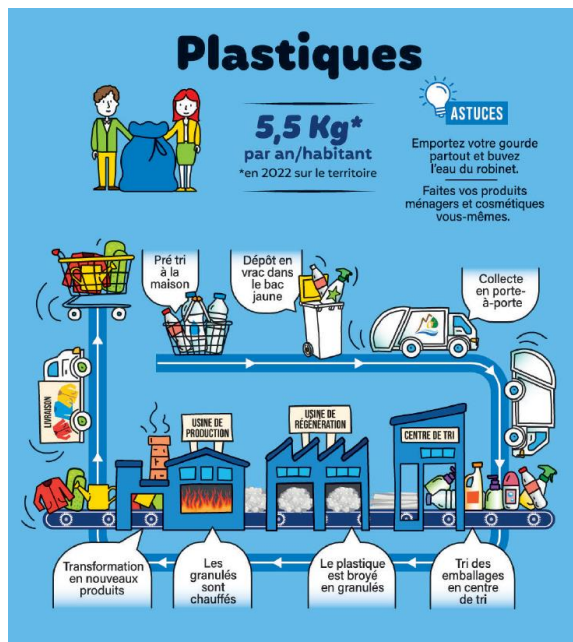 Plastiques
5,5 Kg*
par an/habitant
*en 2022 sur le territoire
ASTUCES
Emportez votre gourde
partout et buvez
l'eau du robinet.
Faites vos produits
ménagers et cosmétiques
vous-mêmes.
Pré tri
à la
maison
Dépôt en
vrac dans
le bac
jaune
Collecte
en porte-
à-porte
LIVRAISON
USINE DE
PRODUCTION
USINE DE
RÉGÉNÉRATION
CENTRE DE TRI
Transformation
en nouveaux
produits
Les
granulés
sont
chauffés
Le plastique
est broyé
en granulés
Tri des
emballages
en centre
de tri